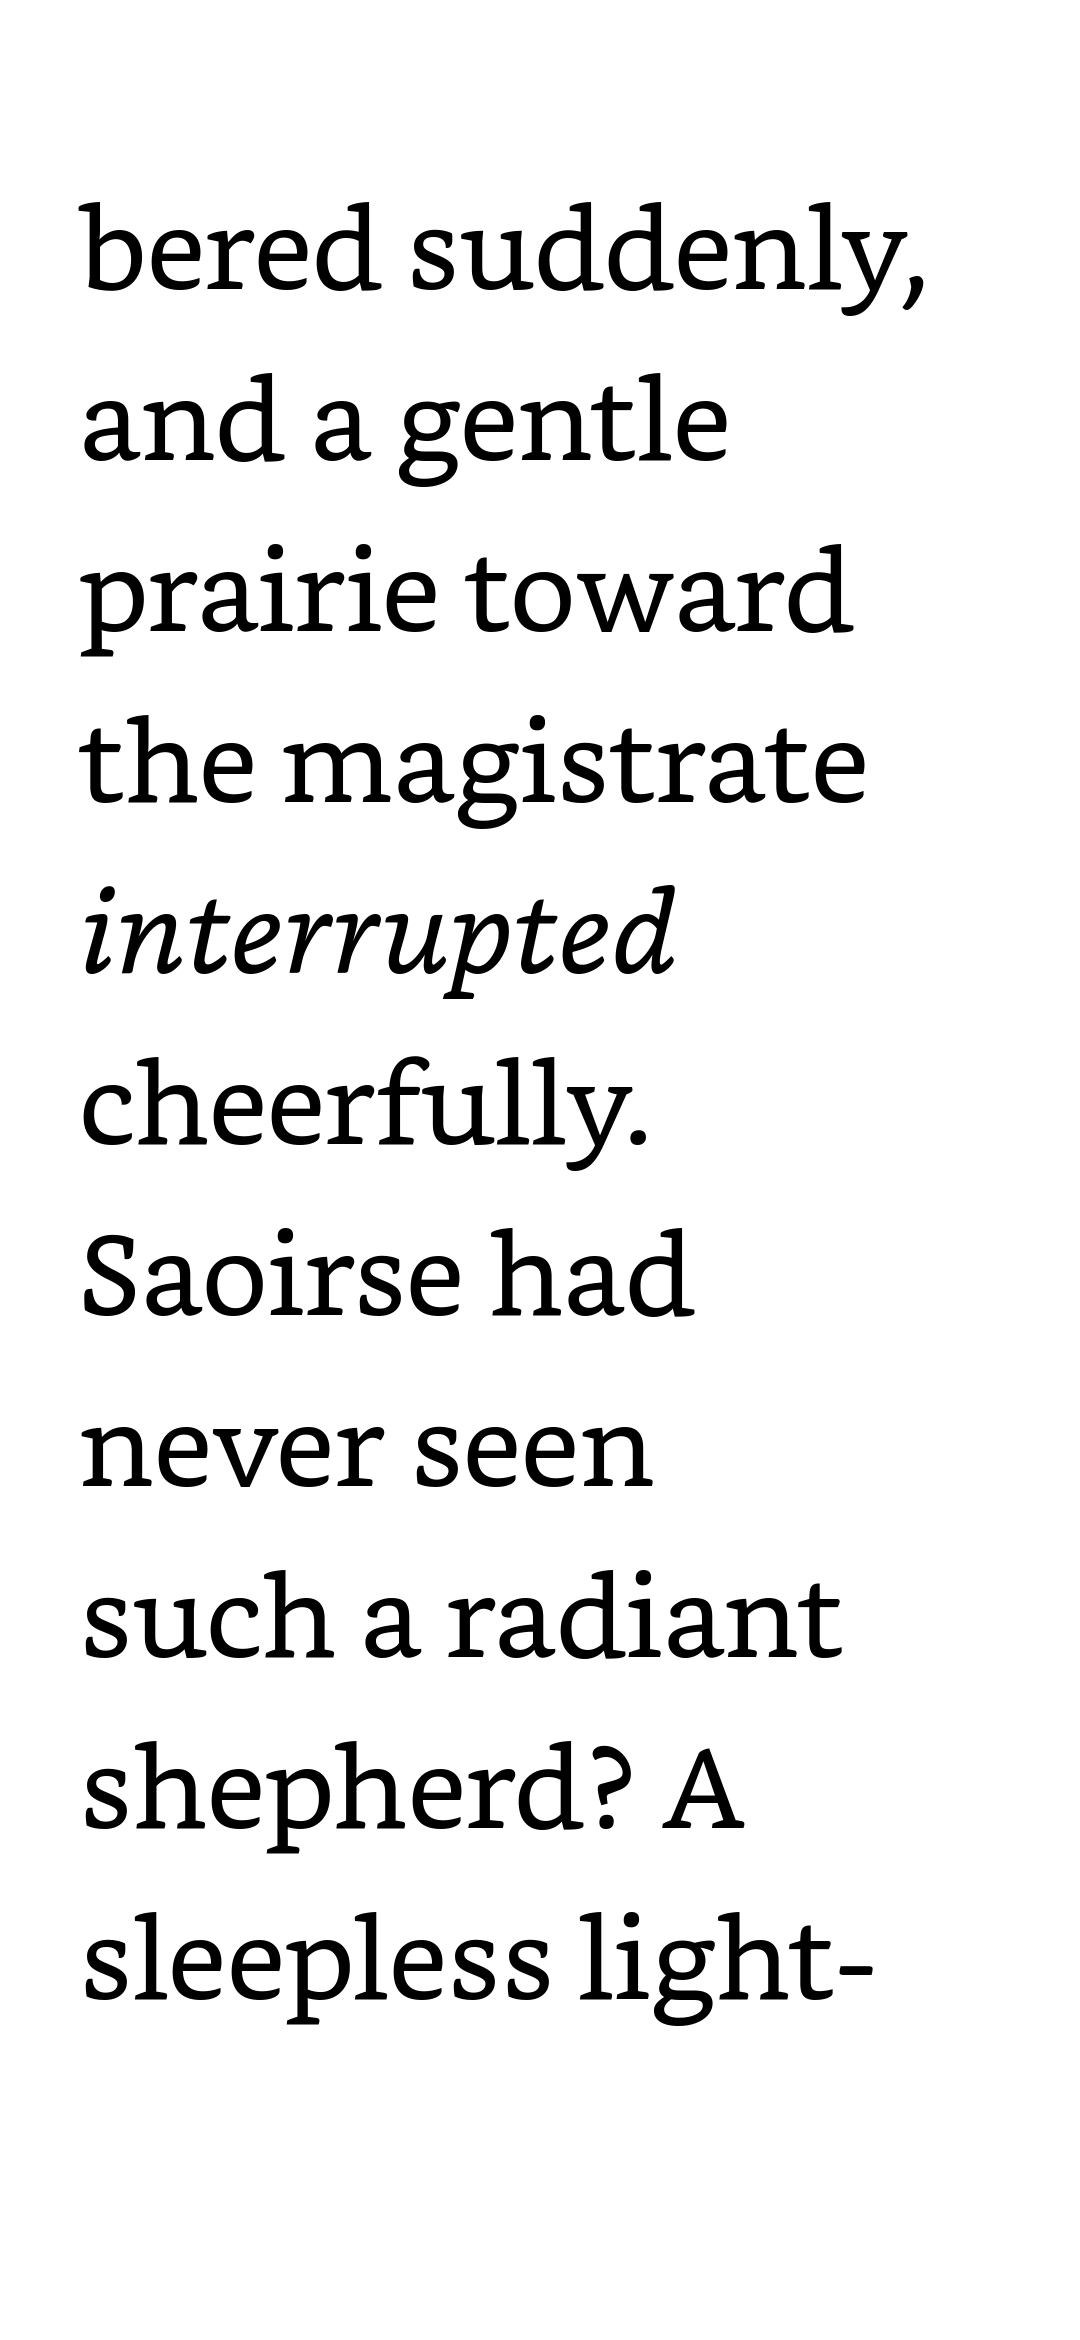 bered suddenly,
and a gentle
prairie toward
the magistrate
interrupted
cheerfully.
Saoirse had
never seen
such a radiant
shepherd? A
sleepless light-